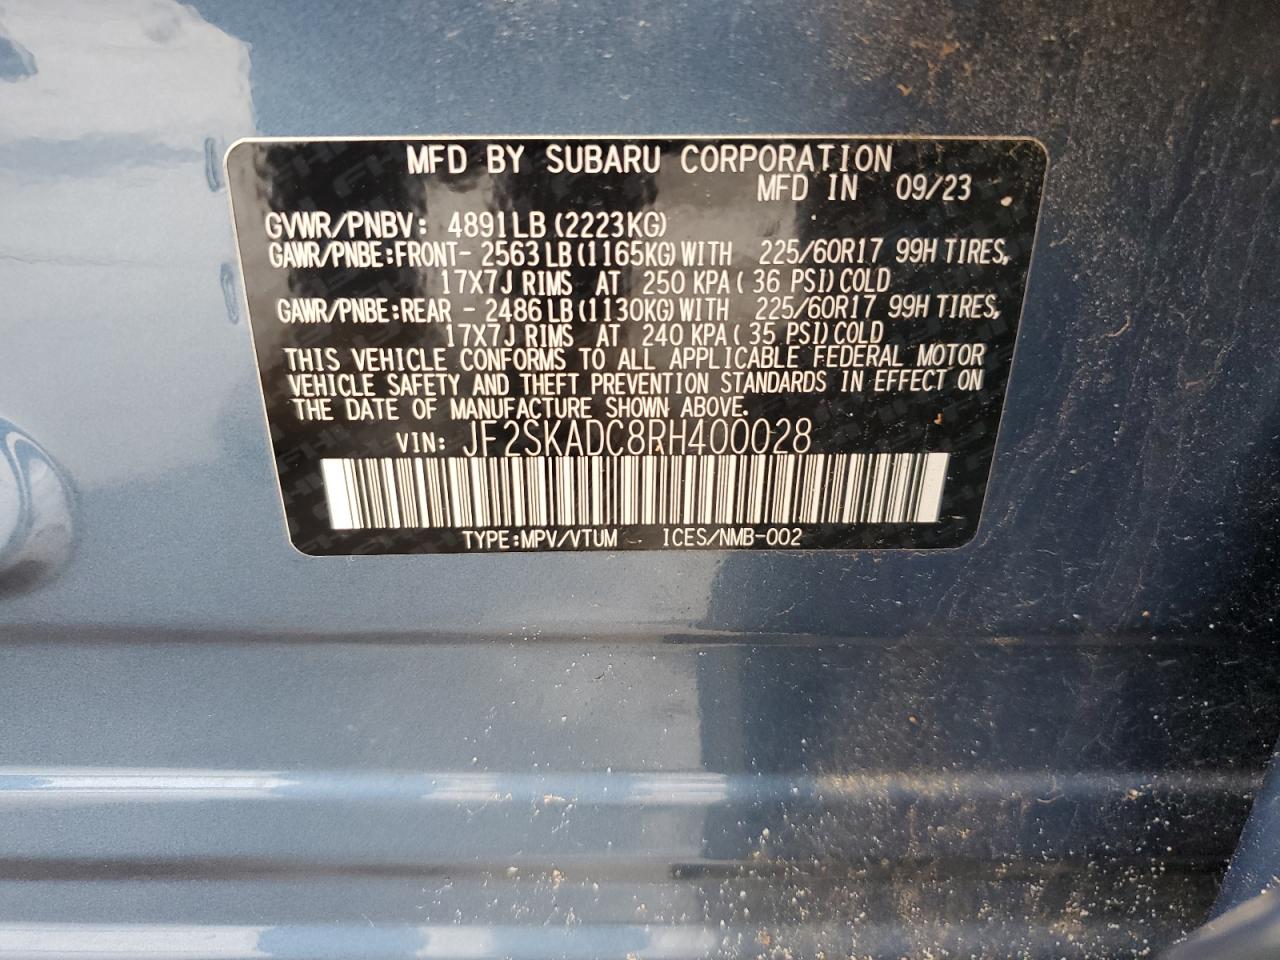 MFD BY SUBARU CORPORATION
MFD IN 09/23
GVWR/PNBV: 4891LB(2223KG)
GAWR/PNBE:FRONT- 2563LB(1165KG)WITH 225/60R17 99H TIRES,
17X7J RIMS AT 250 KPA( 36 PSI)COLD
GAWR/PNBE:REAR - 2486LB(1130KG)WITH 225/60R17 99H TIRES,
17X7J RIMS AT 240 KPA( 35 PSI)COLD
THIS VEHICLE CONFORMS TO ALL APPLICABLE FEDERAL MOTOR
VEHICLE SAFETY AND THEFT PREVENTION STANDARDS IN EFFECT ON
THE DATE OF MANUFACTURE SHOWN ABOVE.
VIN: JF2SKADC8RH400028
TYPE:MPV/VTUM ICES/NMB-002